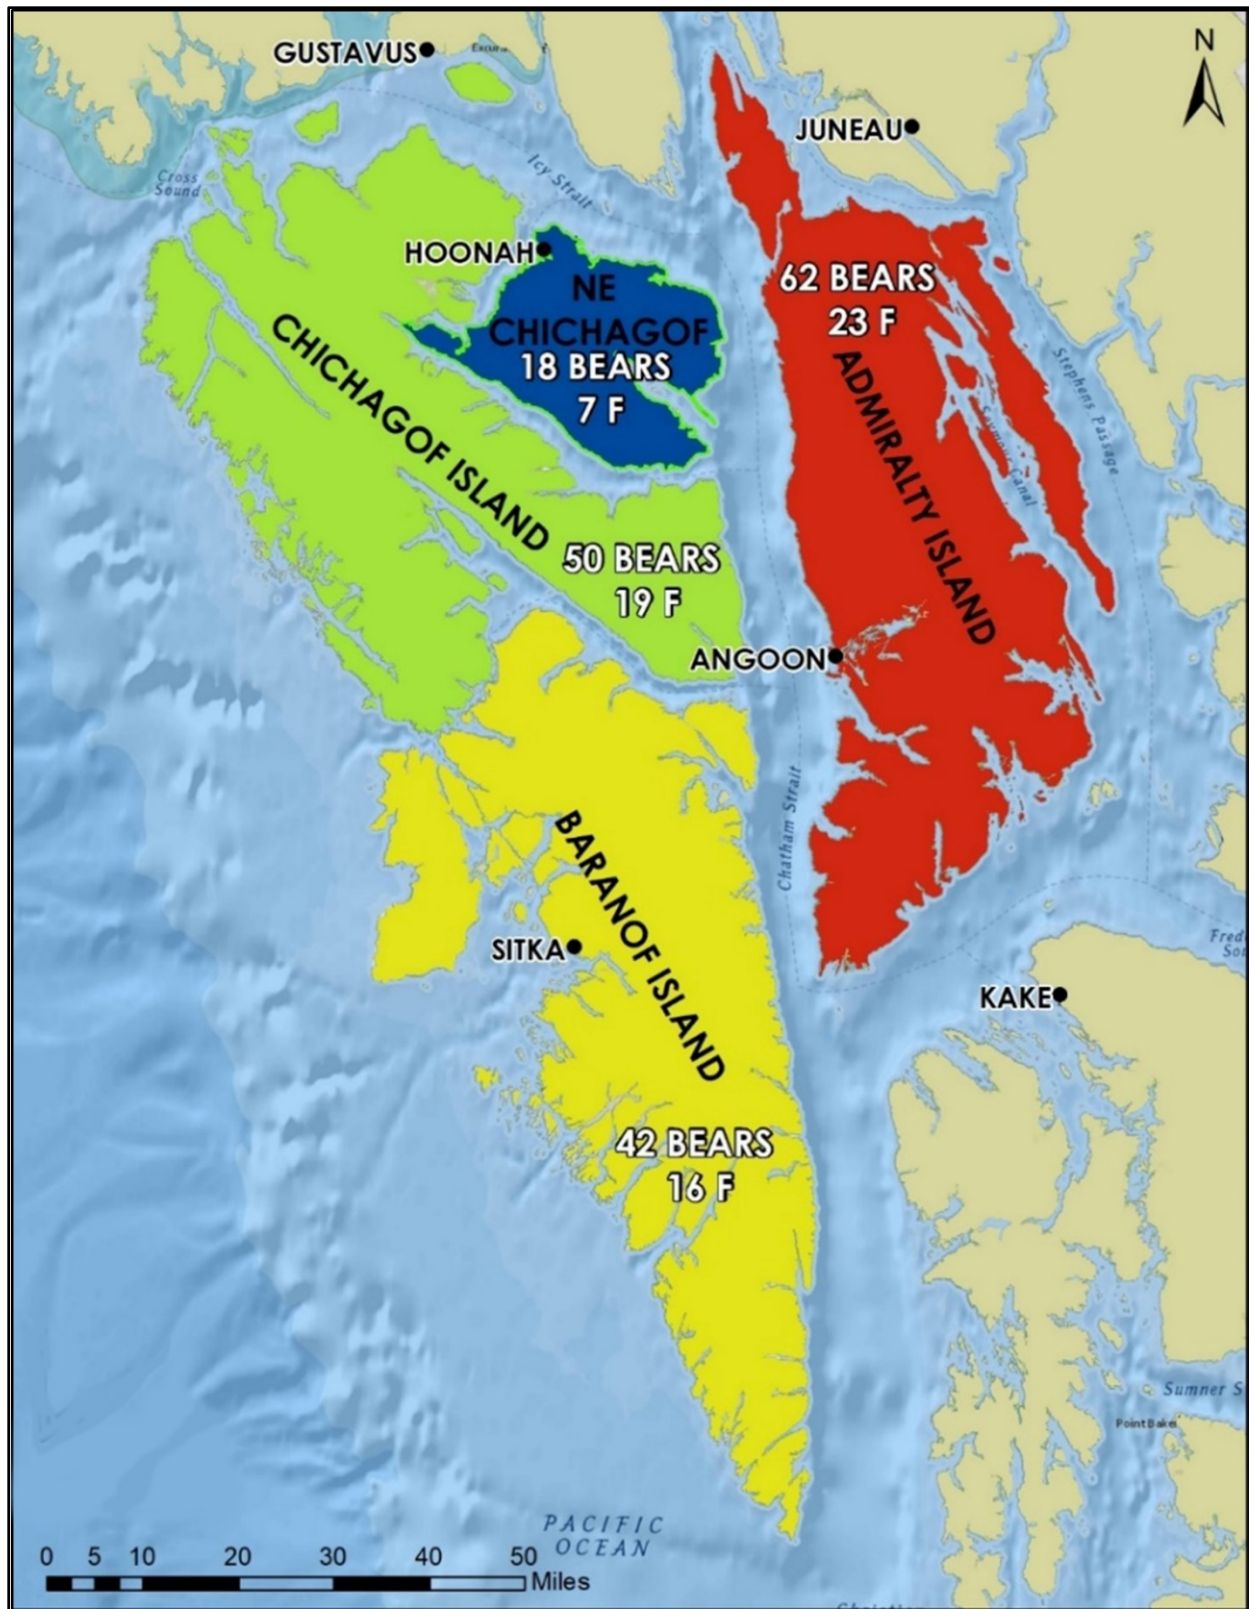 GUSTAVUS
N
JUNEAU
Cross
Sound
Icy Strait
HOONAH
NE
CHICHAGOF
18 BEARS
7 F
62 BEARS
23 F
CHICHAGOF ISLAND
ADMIRALTY ISLAND
Stephens Passage
Seymour Canal
50 BEARS
19 F
ANGOON
Chatham Strait
BARANOF ISLAND
SITKA
KAKE
42 BEARS
16 F
Sumner S
Point Baker
PACIFIC
OCEAN
0 5 10 20 30 40 50
Miles